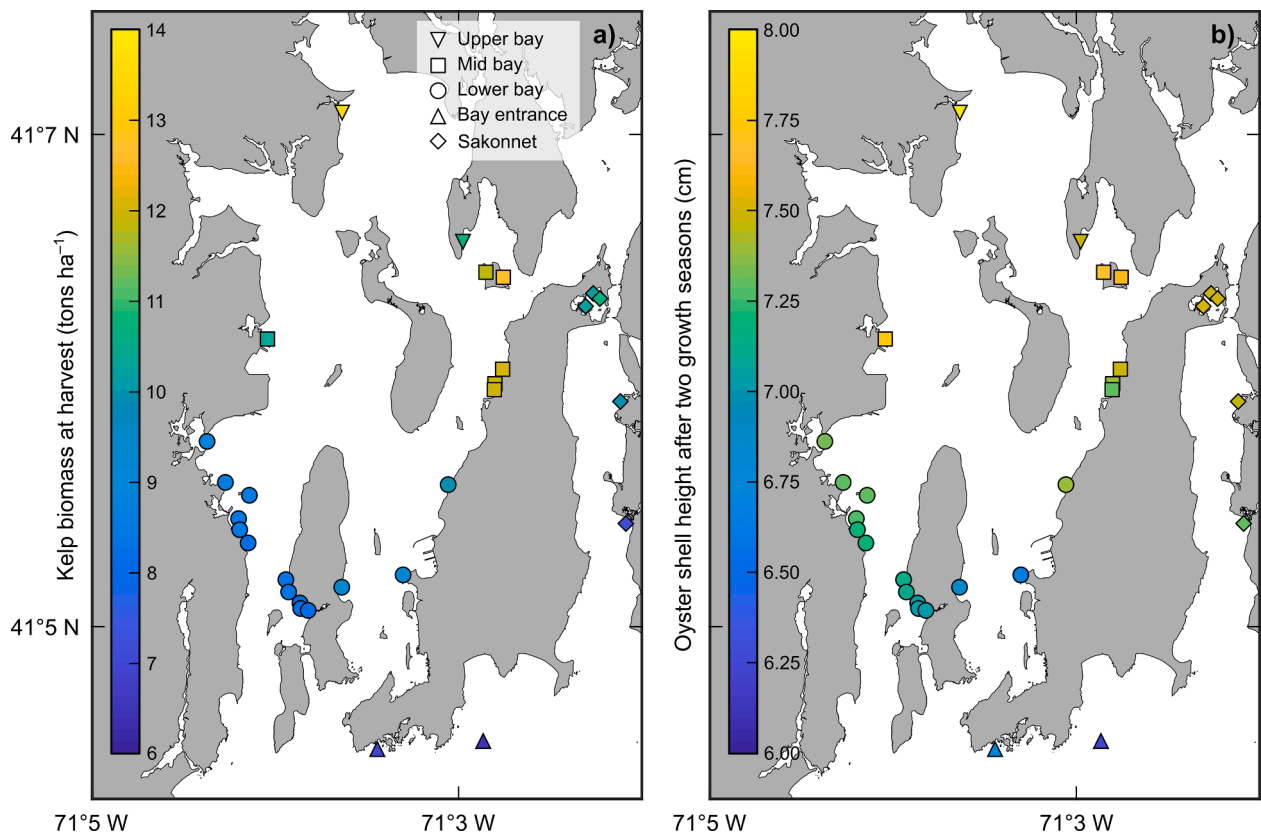 Kelp biomass at harvest (tons ha⁻¹)
14
13
12
11
10
9
8
7
6
a)
Upper bay
Mid bay
Lower bay
Bay entrance
Sakonnet
41°7 N
41°5 N
71°5 W
71°3 W
Oyster shell height after two growth seasons (cm)
8.00
7.75
7.50
7.25
7.00
6.75
6.50
6.25
6.00
b)
71°5 W
71°3 W